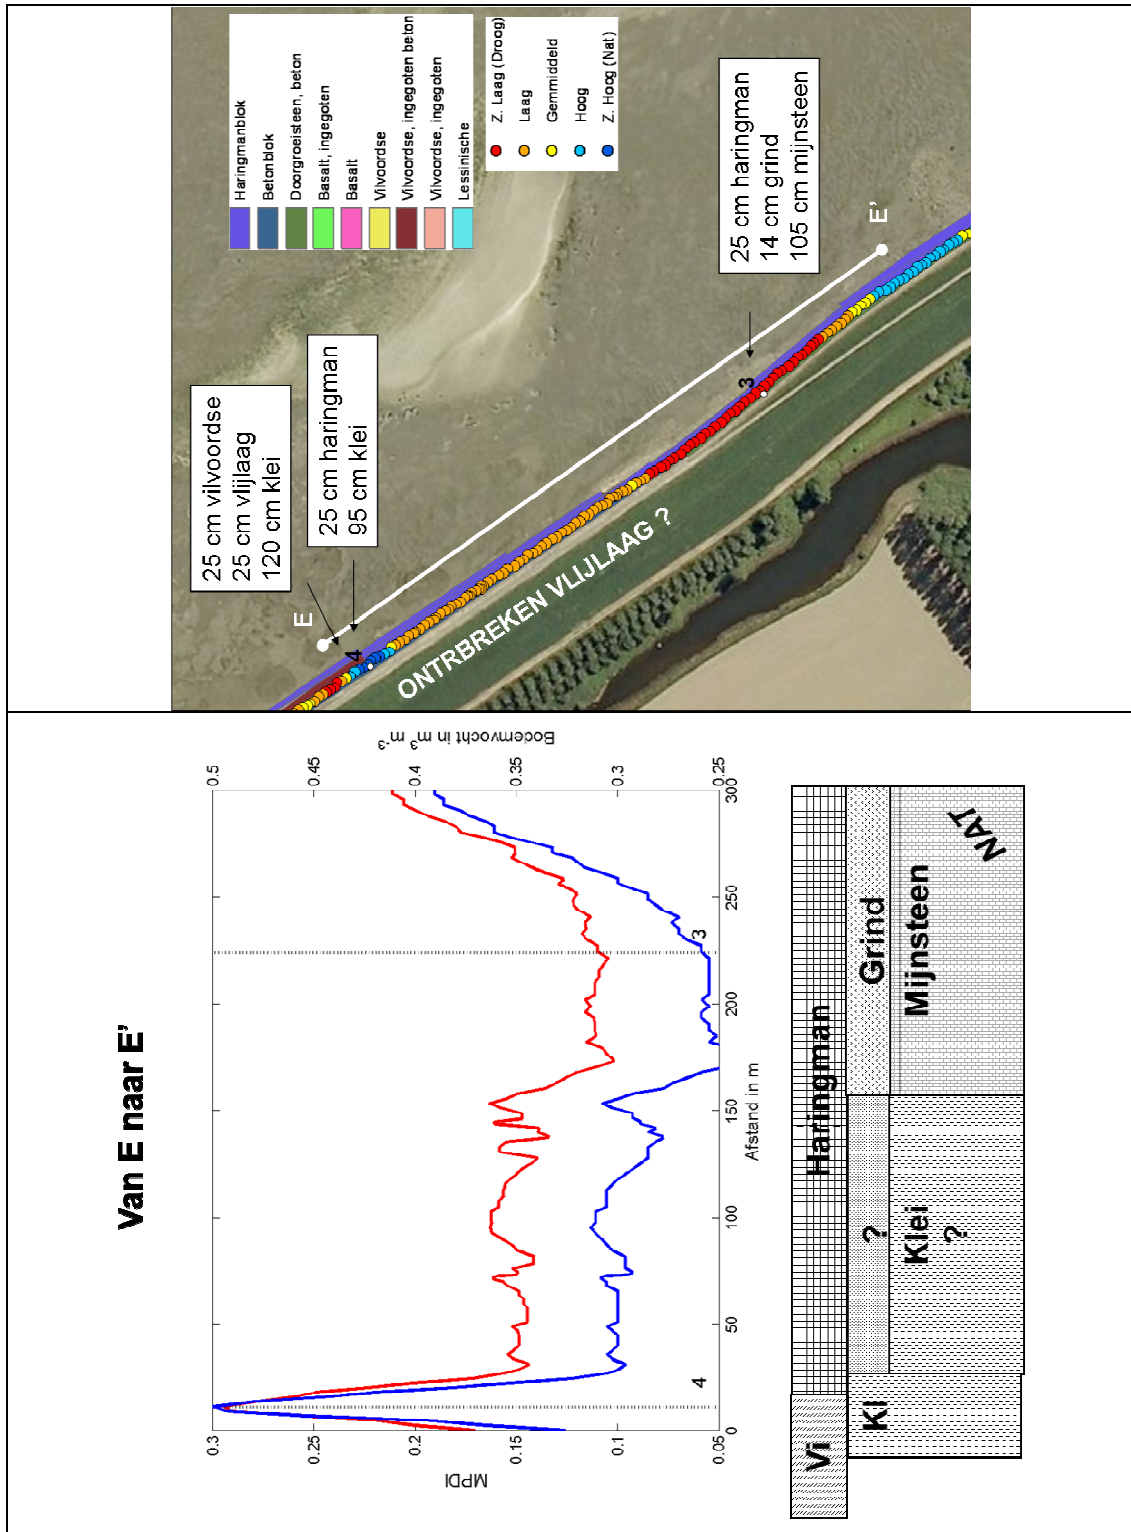 Haringmanblok
Betonblok
Doorgroeisteen, beton
Basalt, ingegoten
Basalt
Vilvoordse
Vilvoordse, ingegoten beton
Vilvoordse, ingegoten
Lessinische
Z. Laag (Droog)
Laag
Gemmiddeld
Hoog
Z. Hoog (Nat)
25 cm vilvoordse
25 cm vlijlaag
120 cm klei
25 cm haringman
95 cm klei
25 cm haringman
14 cm grind
105 cm mijnsteen
E
4
3
E'
ONTRBREKEN VLIJLAAG ?
Van E naar E'
MPDI
0.3
0.25
0.2
0.15
0.1
0.05
Bodemvocht in m³ m⁻³
0.5
0.45
0.4
0.35
0.3
0.25
4
3
0
50
100
150
200
250
300
Afstand in m
Vi
Haringman
Kl
?
Grind
Klei
?
Mijnsteen
NAT